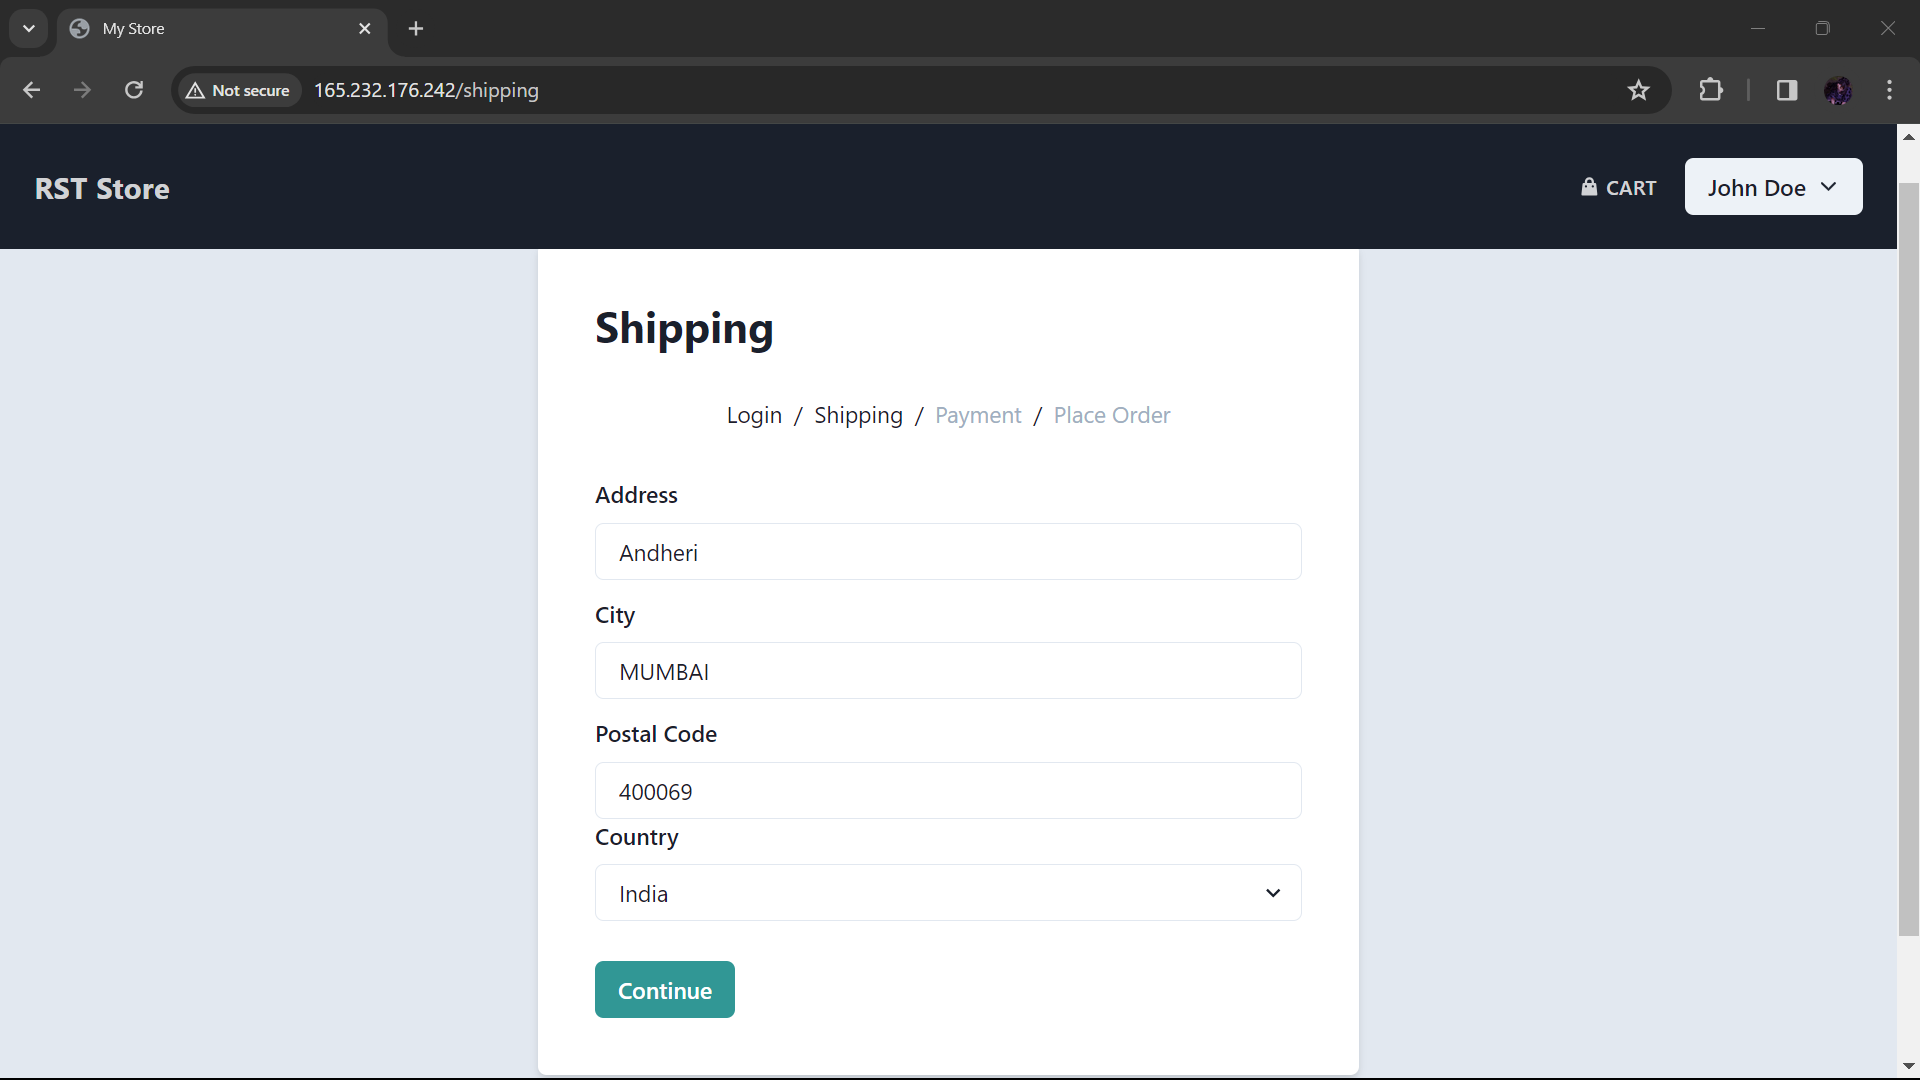 My Store
Not secure 165.232.176.242/shipping
RST Store
CART
John Doe
Shipping
Login / Shipping / Payment / Place Order
Address
Andheri
City
MUMBAI
Postal Code
400069
Country
India
Continue